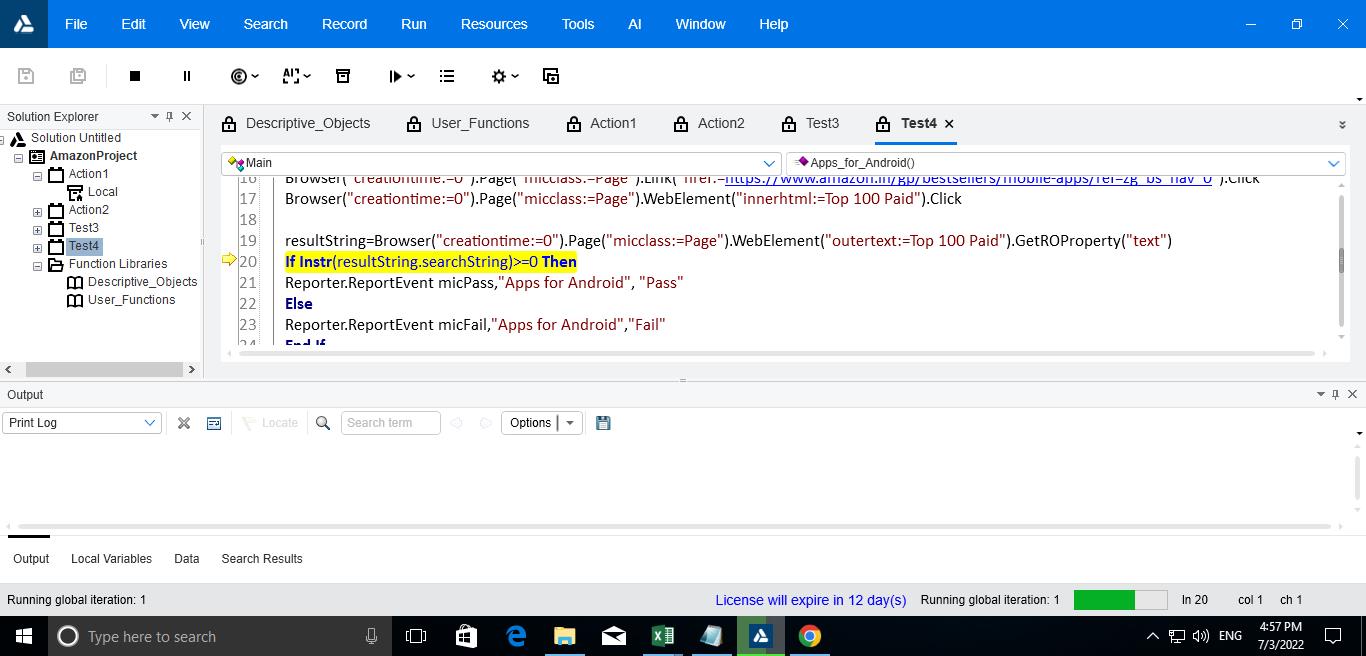 File Edit View Search Record Run Resources Tools AI Window Help
Solution Explorer
Solution Untitled
AmazonProject
Action1
Local
Action2
Test3
Test4
Function Libraries
Descriptive_Objects
User_Functions
Descriptive_Objects User_Functions Action1 Action2 Test3 Test4
Main Apps_for_Android()
16 Browser("creationtime:=0").Page("micclass:=Page").Link("href:=https://www.amazon.in/gp/bestsellers/mobile-apps/ref=zg_bs_nav_0").Click
17 Browser("creationtime:=0").Page("micclass:=Page").WebElement("innerhtml:=Top 100 Paid").Click
18
19 resultString=Browser("creationtime:=0").Page("micclass:=Page").WebElement("outertext:=Top 100 Paid").GetROProperty("text")
20 If Instr(resultString.searchString)>=0 Then
21 Reporter.ReportEvent micPass,"Apps for Android", "Pass"
22 Else
23 Reporter.ReportEvent micFail,"Apps for Android","Fail"
24 End If
Output
Print Log Locate Search term Options
Output Local Variables Data Search Results
Running global iteration: 1 License will expire in 12 day(s) Running global iteration: 1 ln 20 col 1 ch 1
Type here to search ENG 4:57 PM
7/3/2022